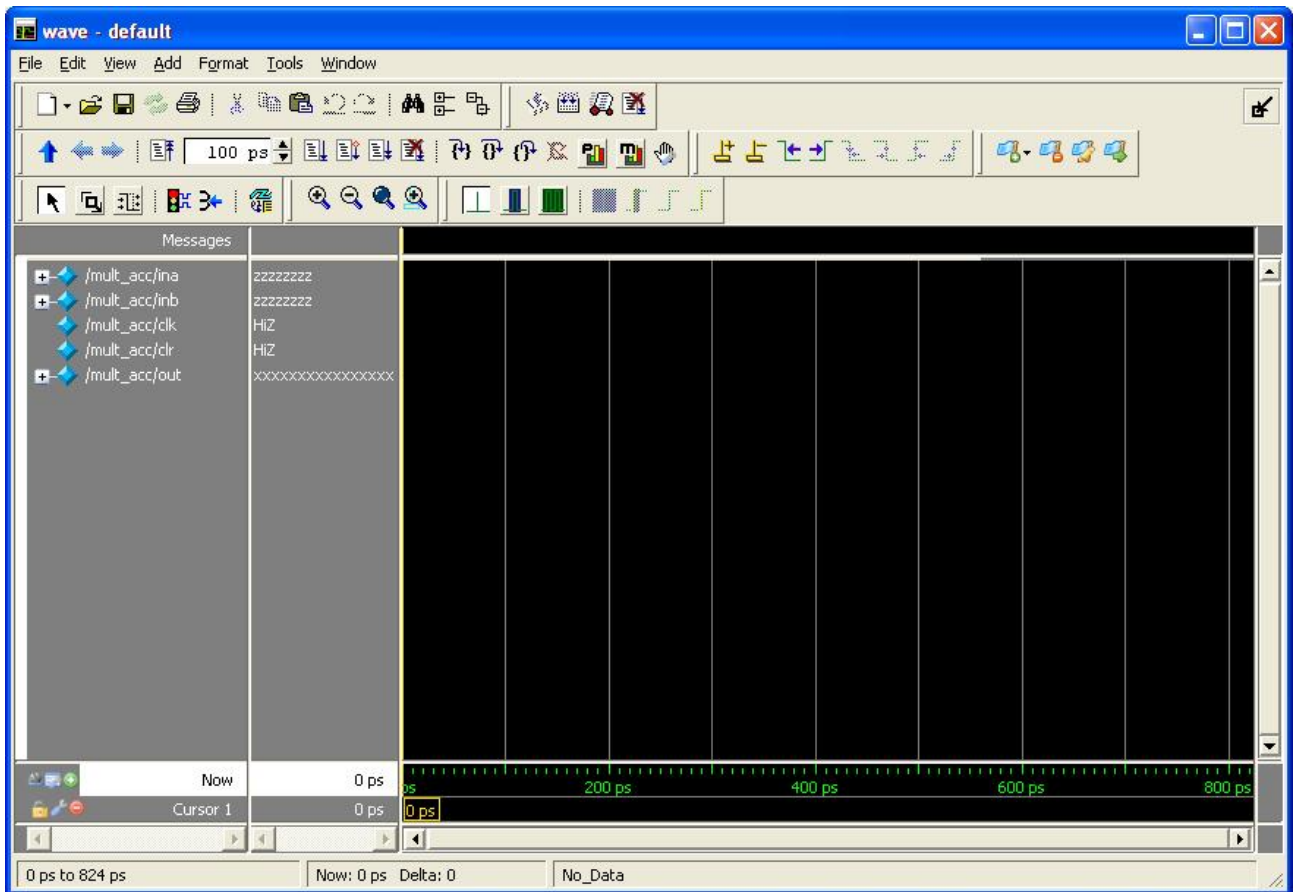 wave - default
File Edit View Add Format Tools Window
100 ps
Messages
/mult_acc/ina zzzzzzzz
/mult_acc/inb zzzzzzzz
/mult_acc/clk HiZ
/mult_acc/clr HiZ
/mult_acc/out xxxxxxxxxxxxxxxx
Now 0 ps ps 200 ps 400 ps 600 ps 800 ps
Cursor 1 0 ps 0 ps
0 ps to 824 ps Now: 0 ps Delta: 0 No_Data